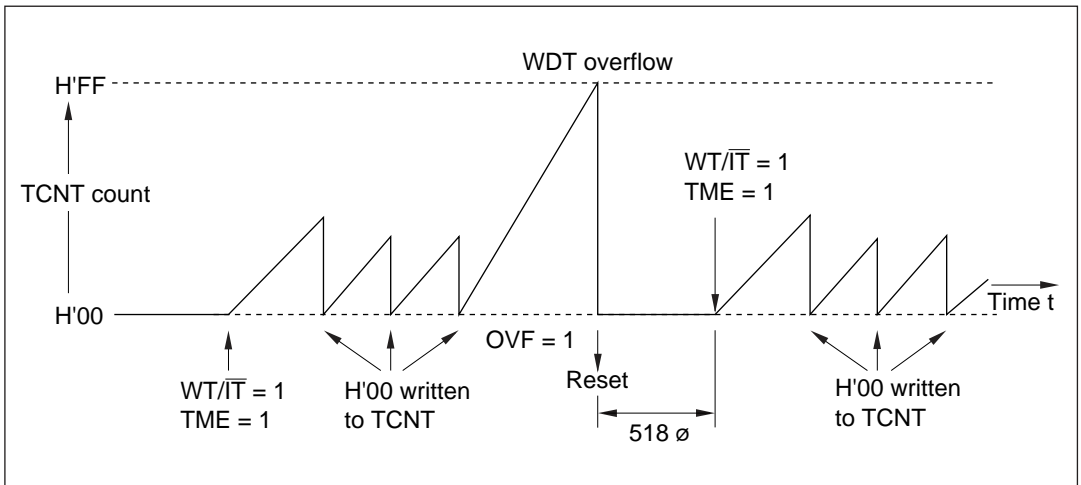 WDT overflow
H'FF
WT/IT = 1
TME = 1
TCNT count
Time t
H'00
OVF = 1
WT/IT = 1
TME = 1
H'00 written
to TCNT
Reset
H'00 written
to TCNT
518 ø